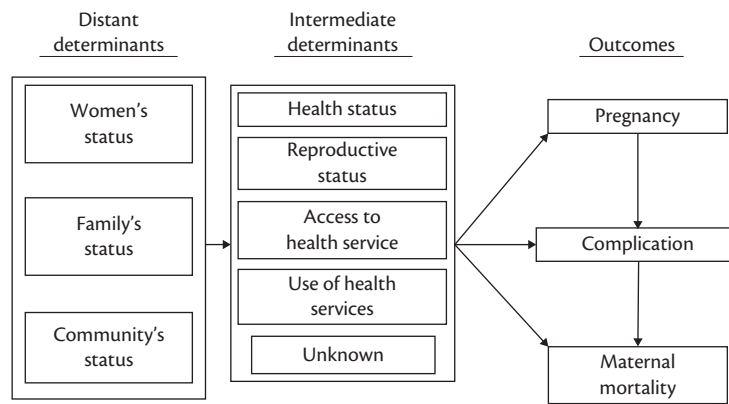 Distant
determinants
Intermediate
determinants
Outcomes
Women's
status
Family's
status
Community's
status
Health status
Reproductive
status
Access to
health service
Use of health
services
Unknown
Pregnancy
Complication
Maternal
mortality